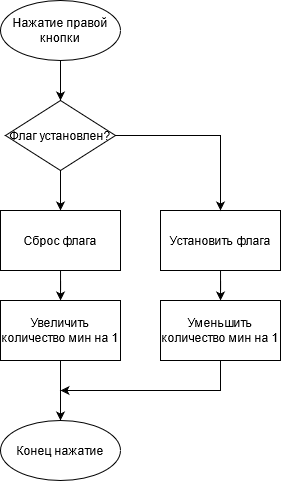 Нажатие правой
кнопки
Флаг установлен?
Сброс флага
Установить флага
Увеличить
количество мин на 1
Уменьшить
количество мин на 1
Конец нажатие